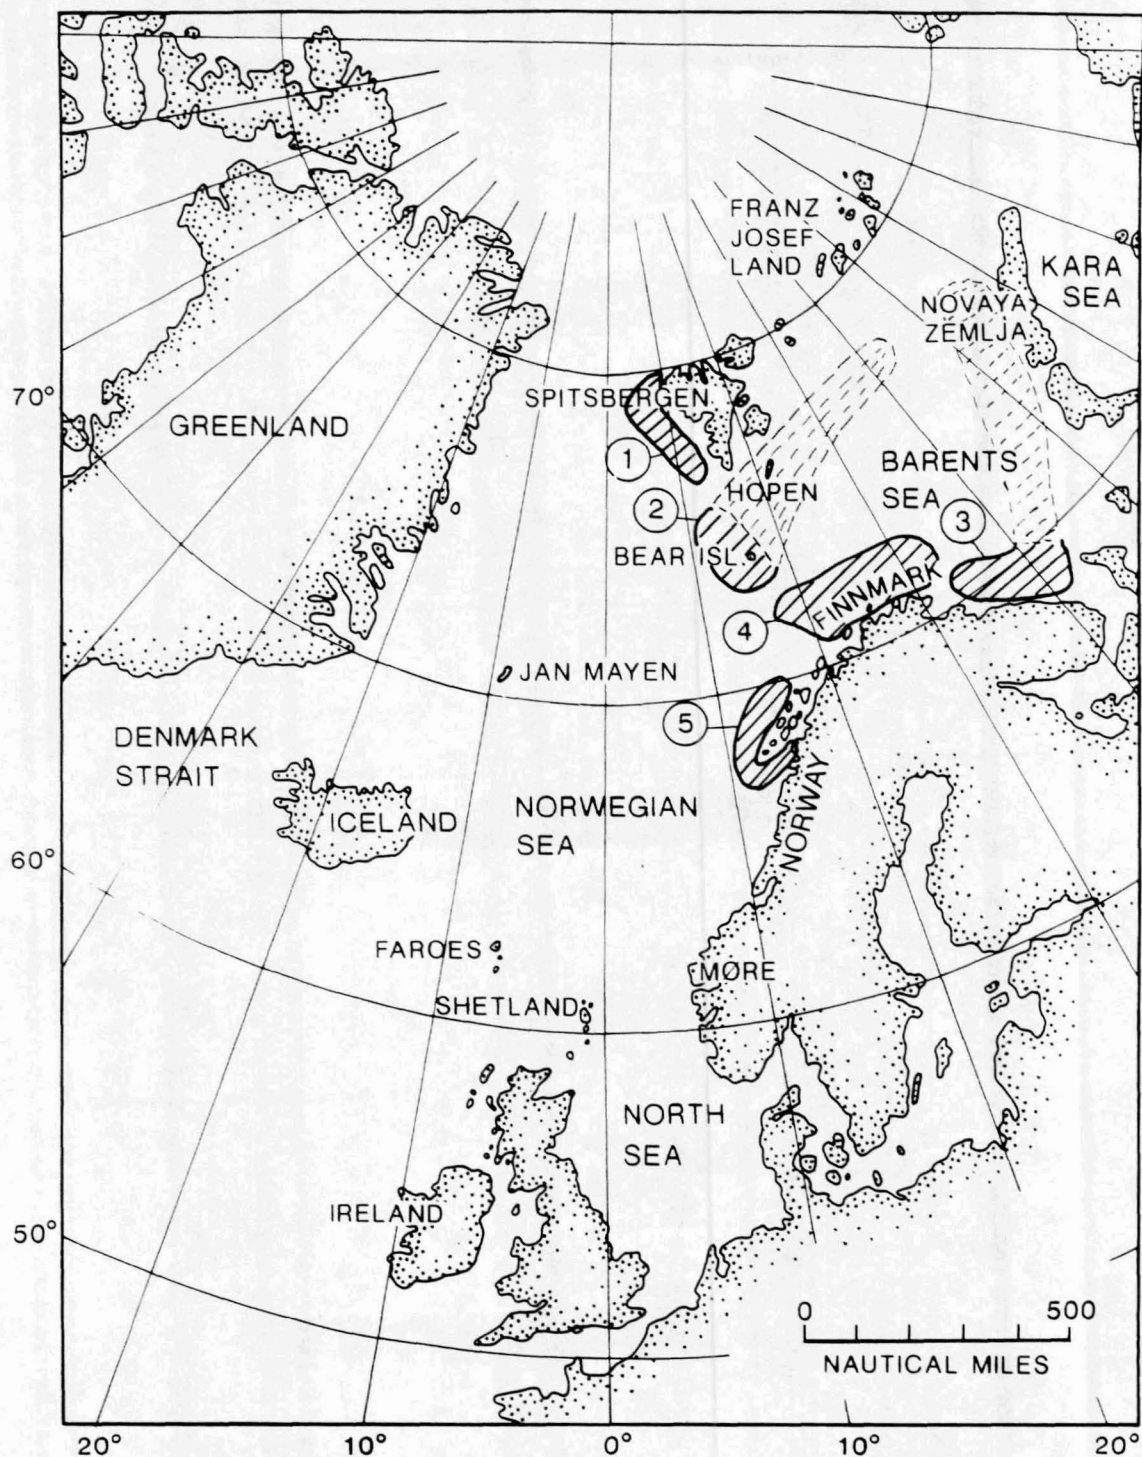 FRANZ
JOSEF
LAND
KARA
SEA
NOVAYA
ZEMLJA
70°
SPITSBERGEN
GREENLAND
1
BARENTS
SEA
HOPEN
2
3
BEAR ISL.
FINNMARK
4
JAN MAYEN
5
DENMARK
STRAIT
NORWEGIAN
SEA
ICELAND
NORWAY
60°
FAROES
MØRE
SHETLAND
NORTH
SEA
IRELAND
50°
0 500
NAUTICAL MILES
20° 10° 0° 10° 20°